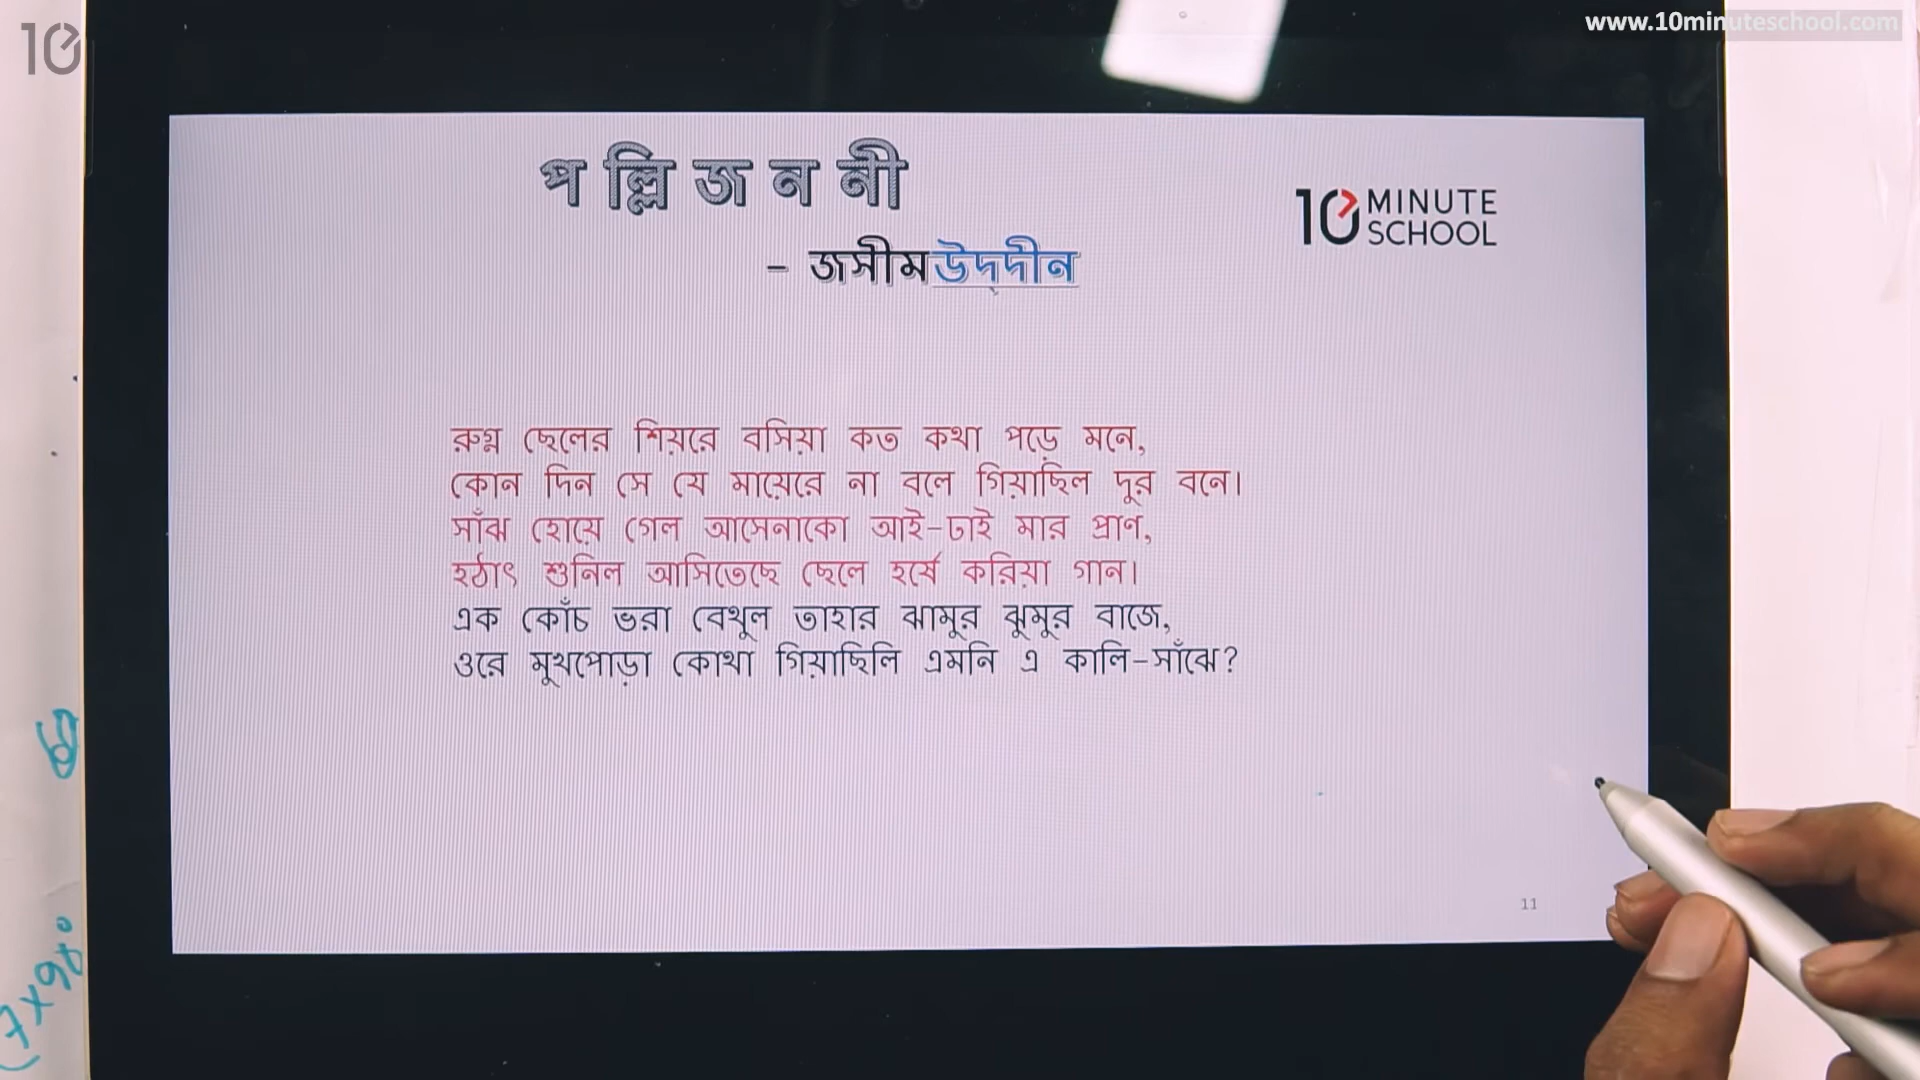 10
www.10minuteschool.com
প ল্লি জ ন নী
10 MINUTE SCHOOL
- জসীমউদ্‌দীন
রুগ্ন ছেলের শিয়রে বসিয়া কত কথা পড়ে মনে,
কোন দিন সে যে মায়েরে না বলে গিয়াছিল দূর বনে।
সাঁঝ হোয়ে গেল আসেনাকো আই-ঢাই মার প্রাণ,
হঠাৎ শুনিল আসিতেছে ছেলে হর্ষে করিয়া গান।
এক কোঁচ ভরা বেথুল তাহার ঝামুর ঝুমুর বাজে,
ওরে মুখপোড়া কোথা গিয়াছিলি এমনি এ কালি-সাঁঝে?
11